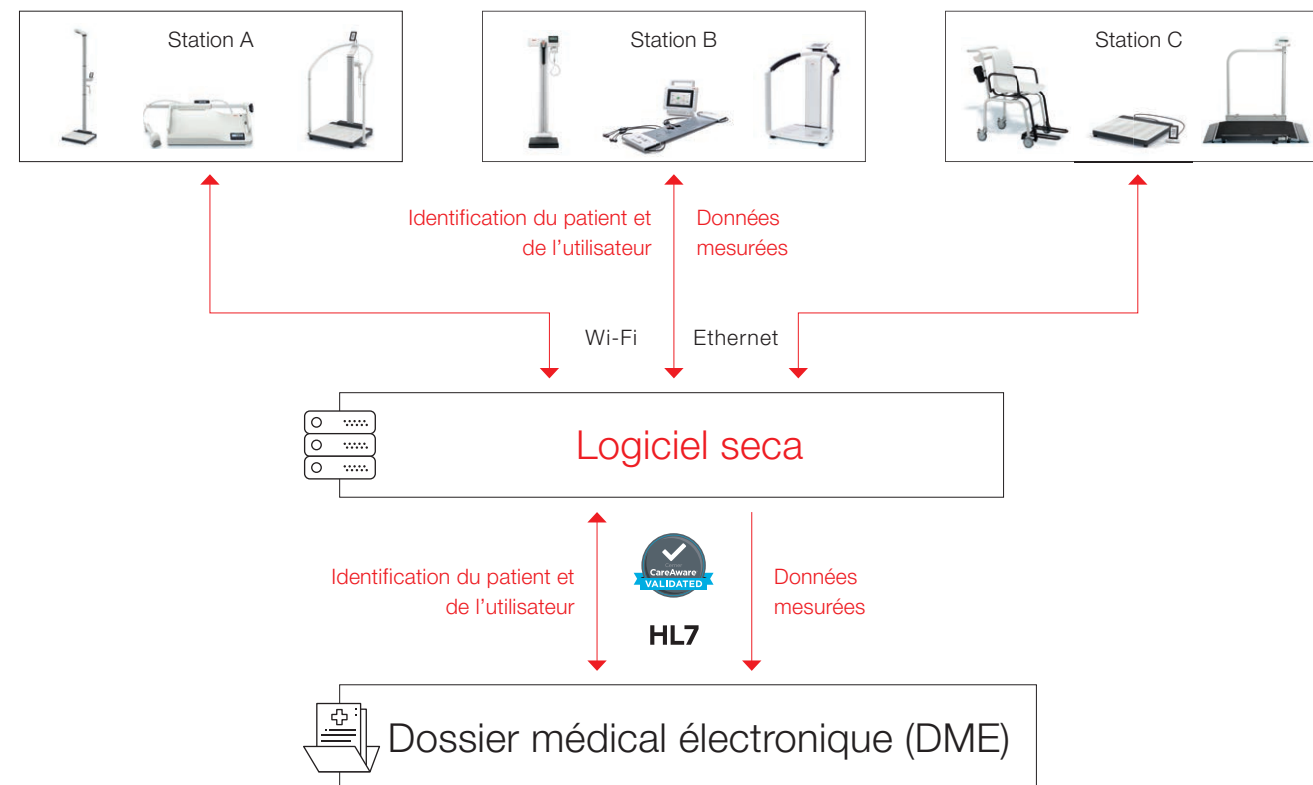 Station A
Station B
Station C
Identification du patient et
de l'utilisateur
Données
mesurées
Wi-Fi
Ethernet
Logiciel seca
Identification du patient et
de l'utilisateur
Cerner
CareAware
VALIDATED
HL7
Données
mesurées
Dossier médical électronique (DME)